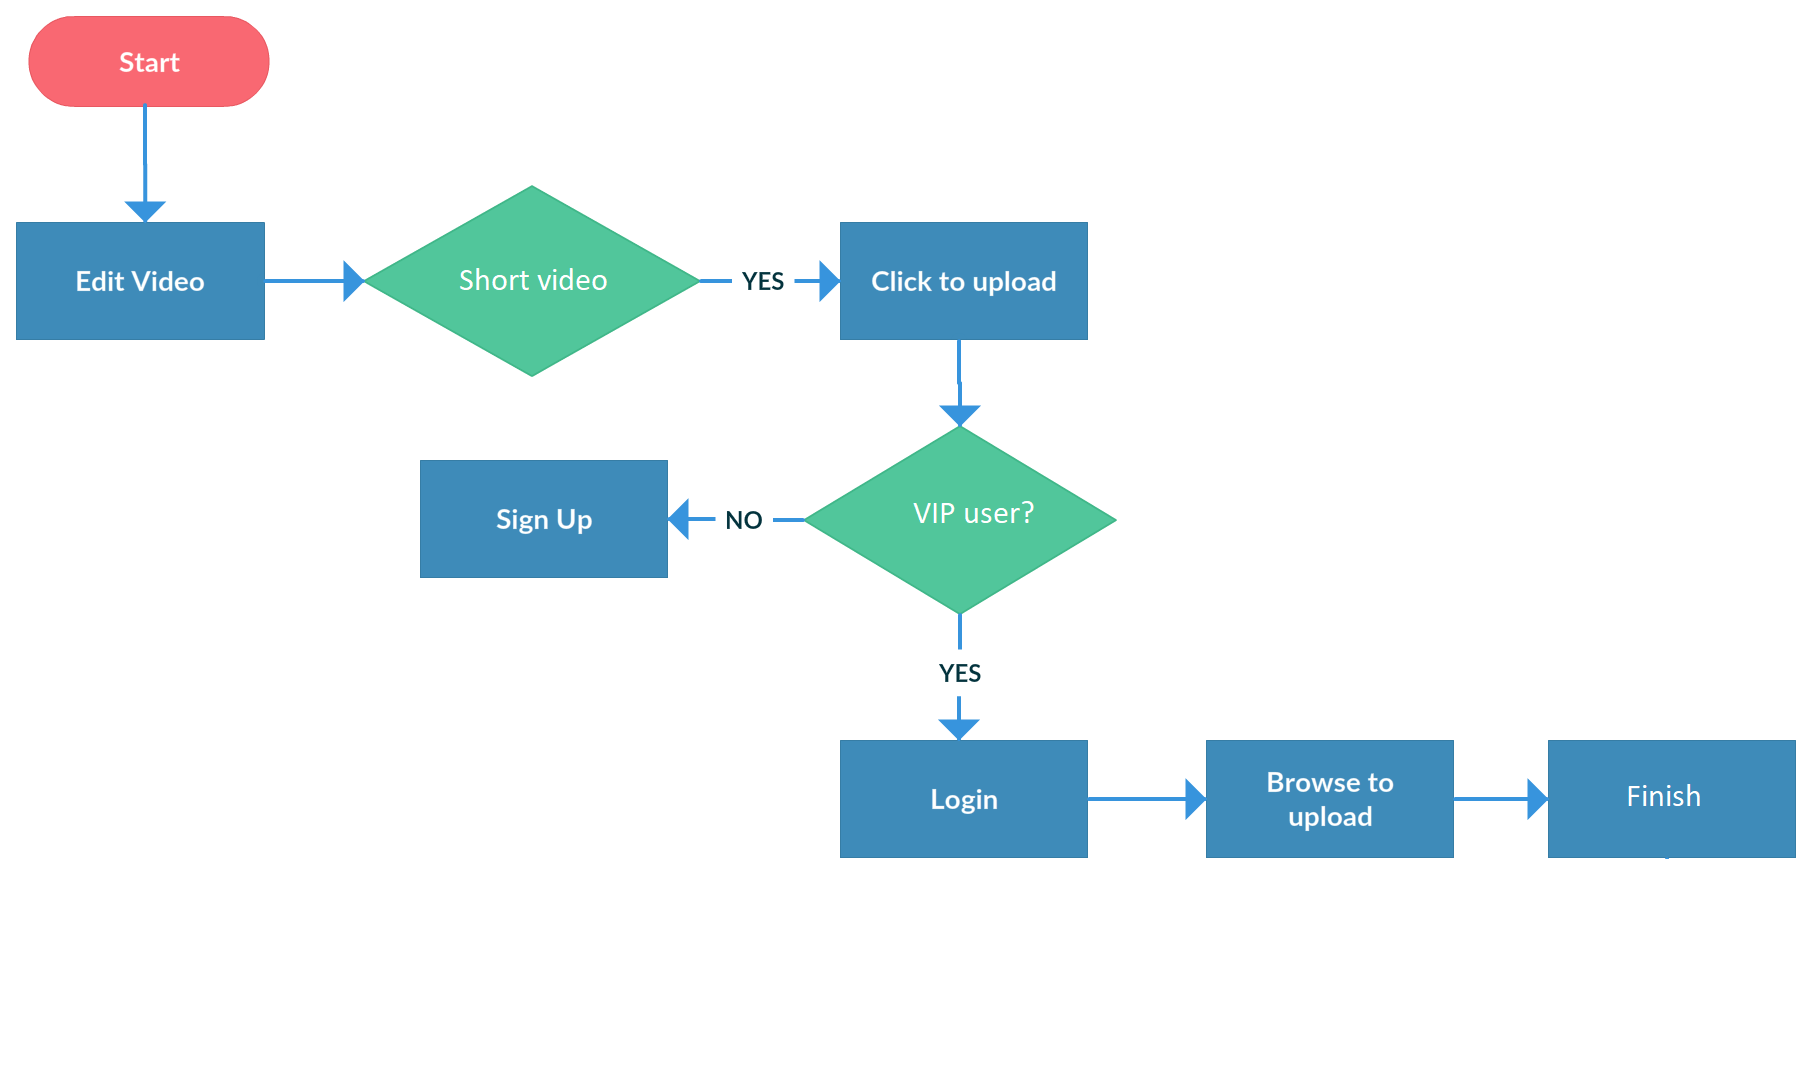 Start
Edit Video
Short video
YES
Click to upload
Sign Up
NO
VIP user?
YES
Login
Browse to
upload
Finish